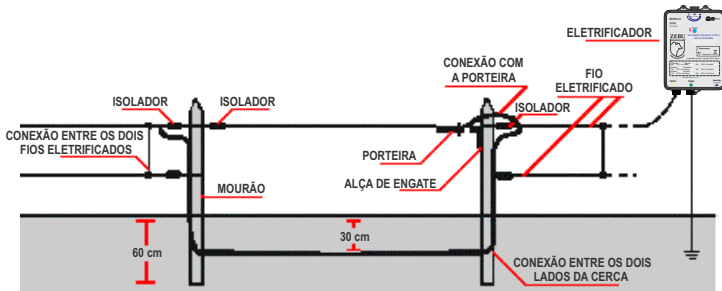 ELETRIFICADOR
ZEBU
CONEXÃO COM
A PORTEIRA
FIO
ELETRIFICADO
ISOLADOR
ISOLADOR
ISOLADOR
CONEXÃO ENTRE OS DOIS
FIOS ELETRIFICADOS
PORTEIRA
ALÇA DE ENGATE
MOURÃO
30 cm
60 cm
CONEXÃO ENTRE OS DOIS
LADOS DA CERCA